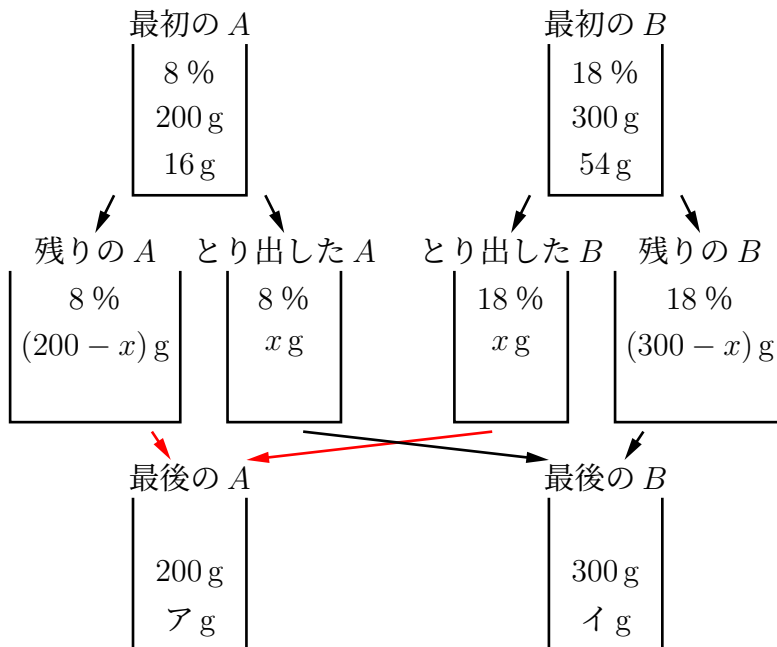 最初の A
8 %
200 g
16 g
最初の B
18 %
300 g
54 g
残りの A
8 %
(200 − x) g
とり出した A
8 %
x g
とり出した B
18 %
x g
残りの B
18 %
(300 − x) g
最後の A
200 g
ア g
最後の B
300 g
イ g